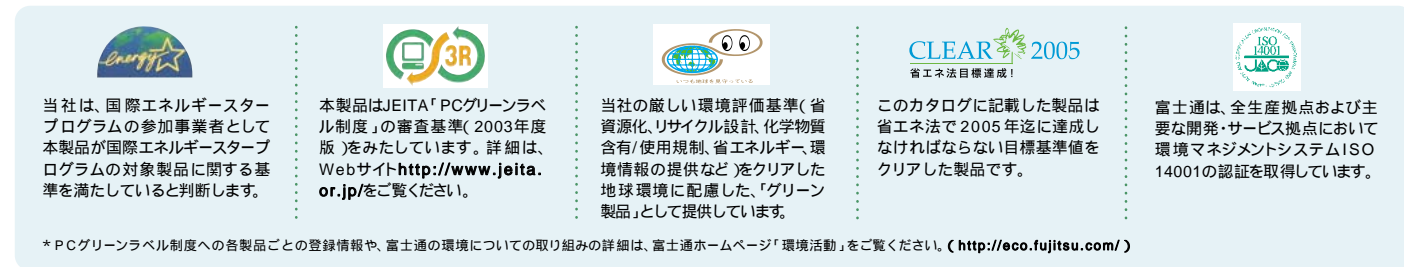 energy
当社は、国際エネルギースター
プログラムの参加事業者として
本製品が国際エネルギースタープ
ログラムの対象製品に関する基
準を満たしていると判断します。
3R
本製品はJEITA「PCグリーンラベ
ル制度」の審査基準(2003年度
版)をみたしています。詳細は、
Webサイトhttp://www.jeita.
or.jp/をご覧ください。
いつも地球を見守っている
当社の厳しい環境評価基準(省
資源化、リサイクル設計、化学物質
含有/使用規制、省エネルギー、環
境情報の提供など)をクリアした
地球環境に配慮した、「グリーン
製品」として提供しています。
CLEAR 2005
省エネ法目標達成!
このカタログに記載した製品は
省エネ法で2005年迄に達成し
なければならない目標基準値を
クリアした製品です。
ISO
14001
JACO
富士通は、全生産拠点および主
要な開発・サービス拠点において
環境マネジメントシステムISO
14001の認証を取得しています。
*PCグリーンラベル制度への各製品ごとの登録情報や、富士通の環境についての取り組みの詳細は、富士通ホームページ「環境活動」をご覧ください。(http://eco.fujitsu.com/)